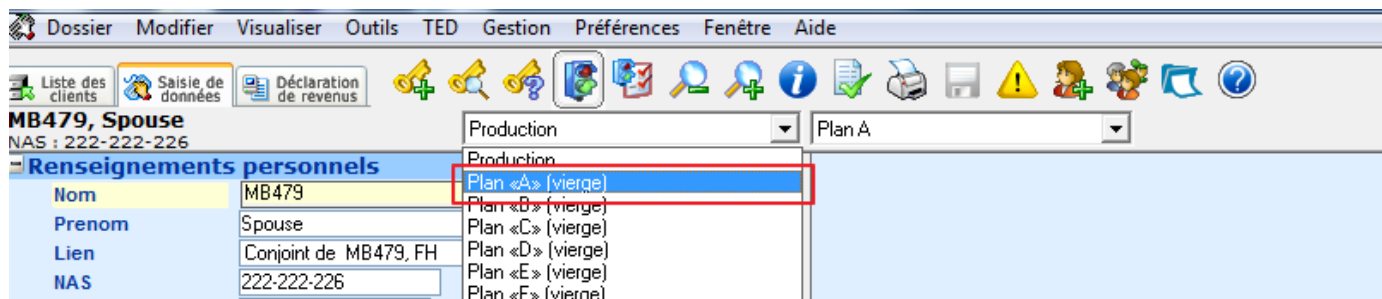 Dossier Modifier Visualiser Outils TED Gestion Préférences Fenêtre Aide
Liste des clients
Saisie de données
Déclaration de revenus
MB479, Spouse
NAS : 222-222-226
Production
Plan A
Renseignements personnels
Nom MB479
Prenom Spouse
Lien Conjoint de MB479, FH
NAS 222-222-226
Production
Plan «A» (vierge)
Plan «B» (vierge)
Plan «C» (vierge)
Plan «D» (vierge)
Plan «E» (vierge)
Plan «F» (vierge)